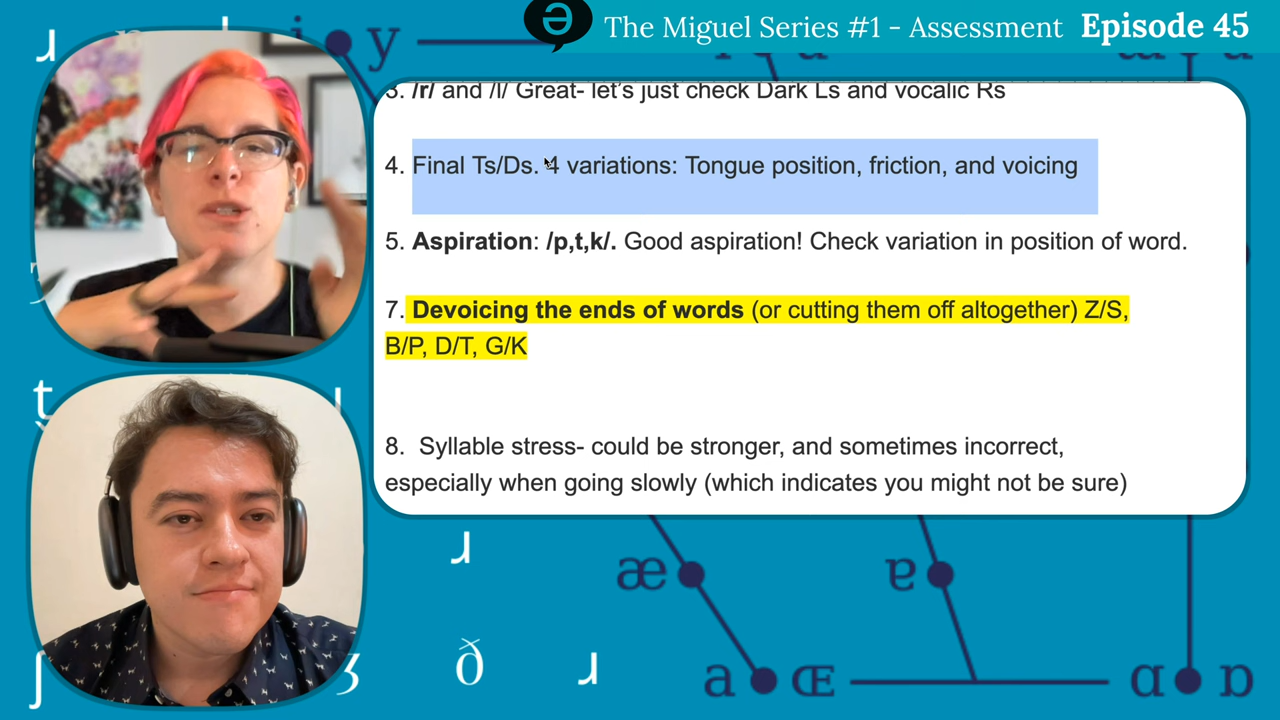 ə The Miguel Series #1 - Assessment Episode 45
3. /r/ and /l/ Great- let's just check Dark Ls and vocalic Rs
4. Final Ts/Ds. 4 variations: Tongue position, friction, and voicing
5. Aspiration: /p,t,k/. Good aspiration! Check variation in position of word.
7. Devoicing the ends of words (or cutting them off altogether) Z/S,
B/P, D/T, G/K
8. Syllable stress- could be stronger, and sometimes incorrect,
especially when going slowly (which indicates you might not be sure)
ɹ
i y
t
ɹ
æ
ɐ
ʃ
ʒ
ð
ɹ
a Œ
ɑ ɒ